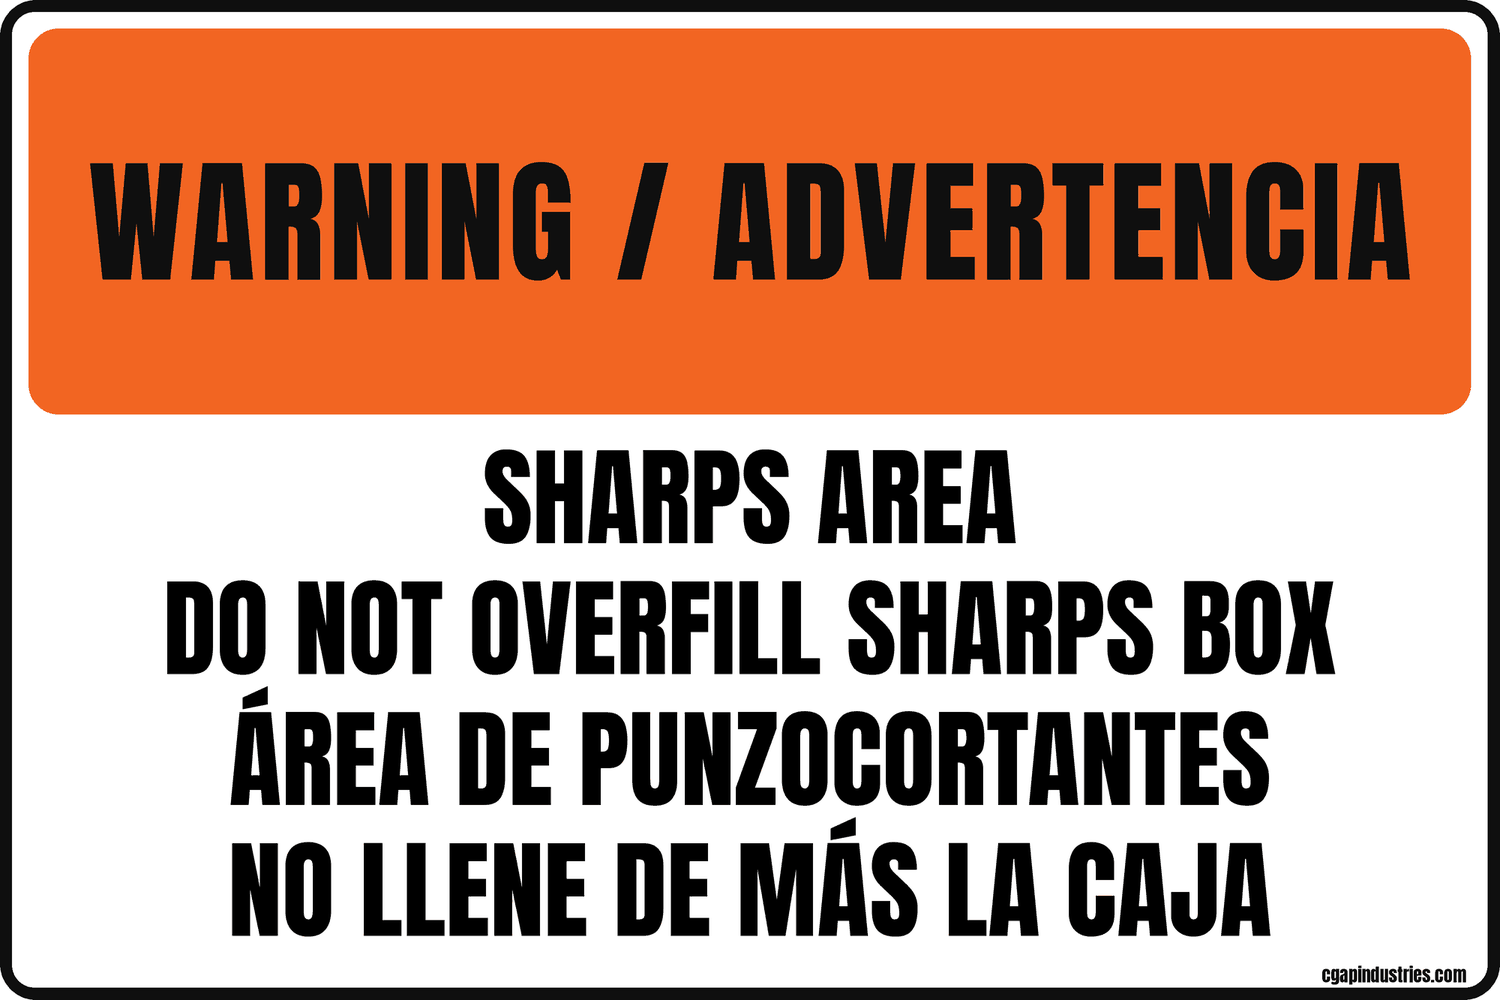 WARNING / ADVERTENCIA
SHARPS AREA
DO NOT OVERFILL SHARPS BOX
ÁREA DE PUNZOCORTANTES
NO LLENE DE MÁS LA CAJA
cgapindustries.com